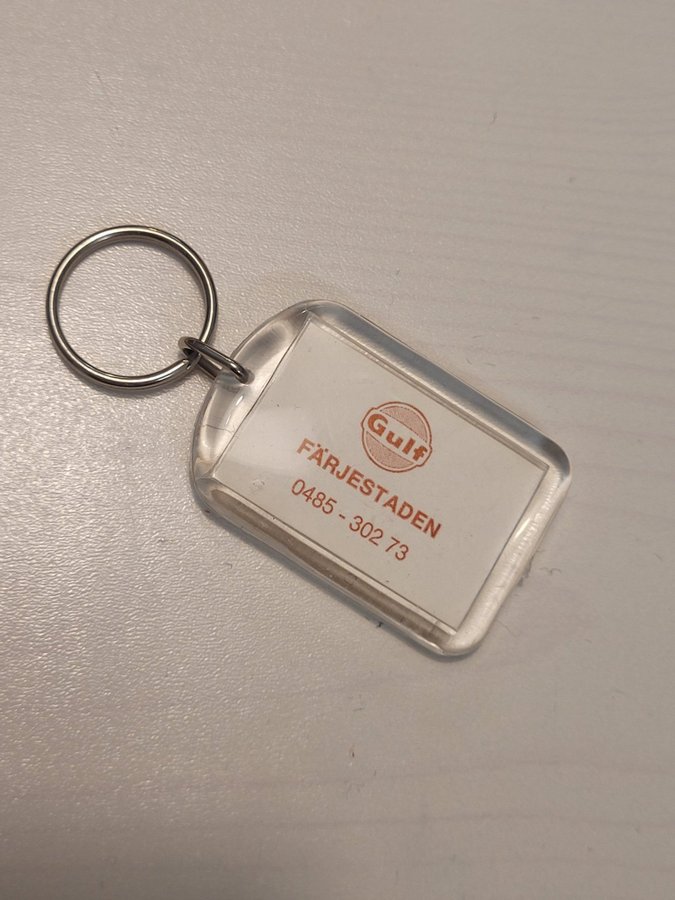 Gulf
FÄRJESTADEN
0485 - 302 73